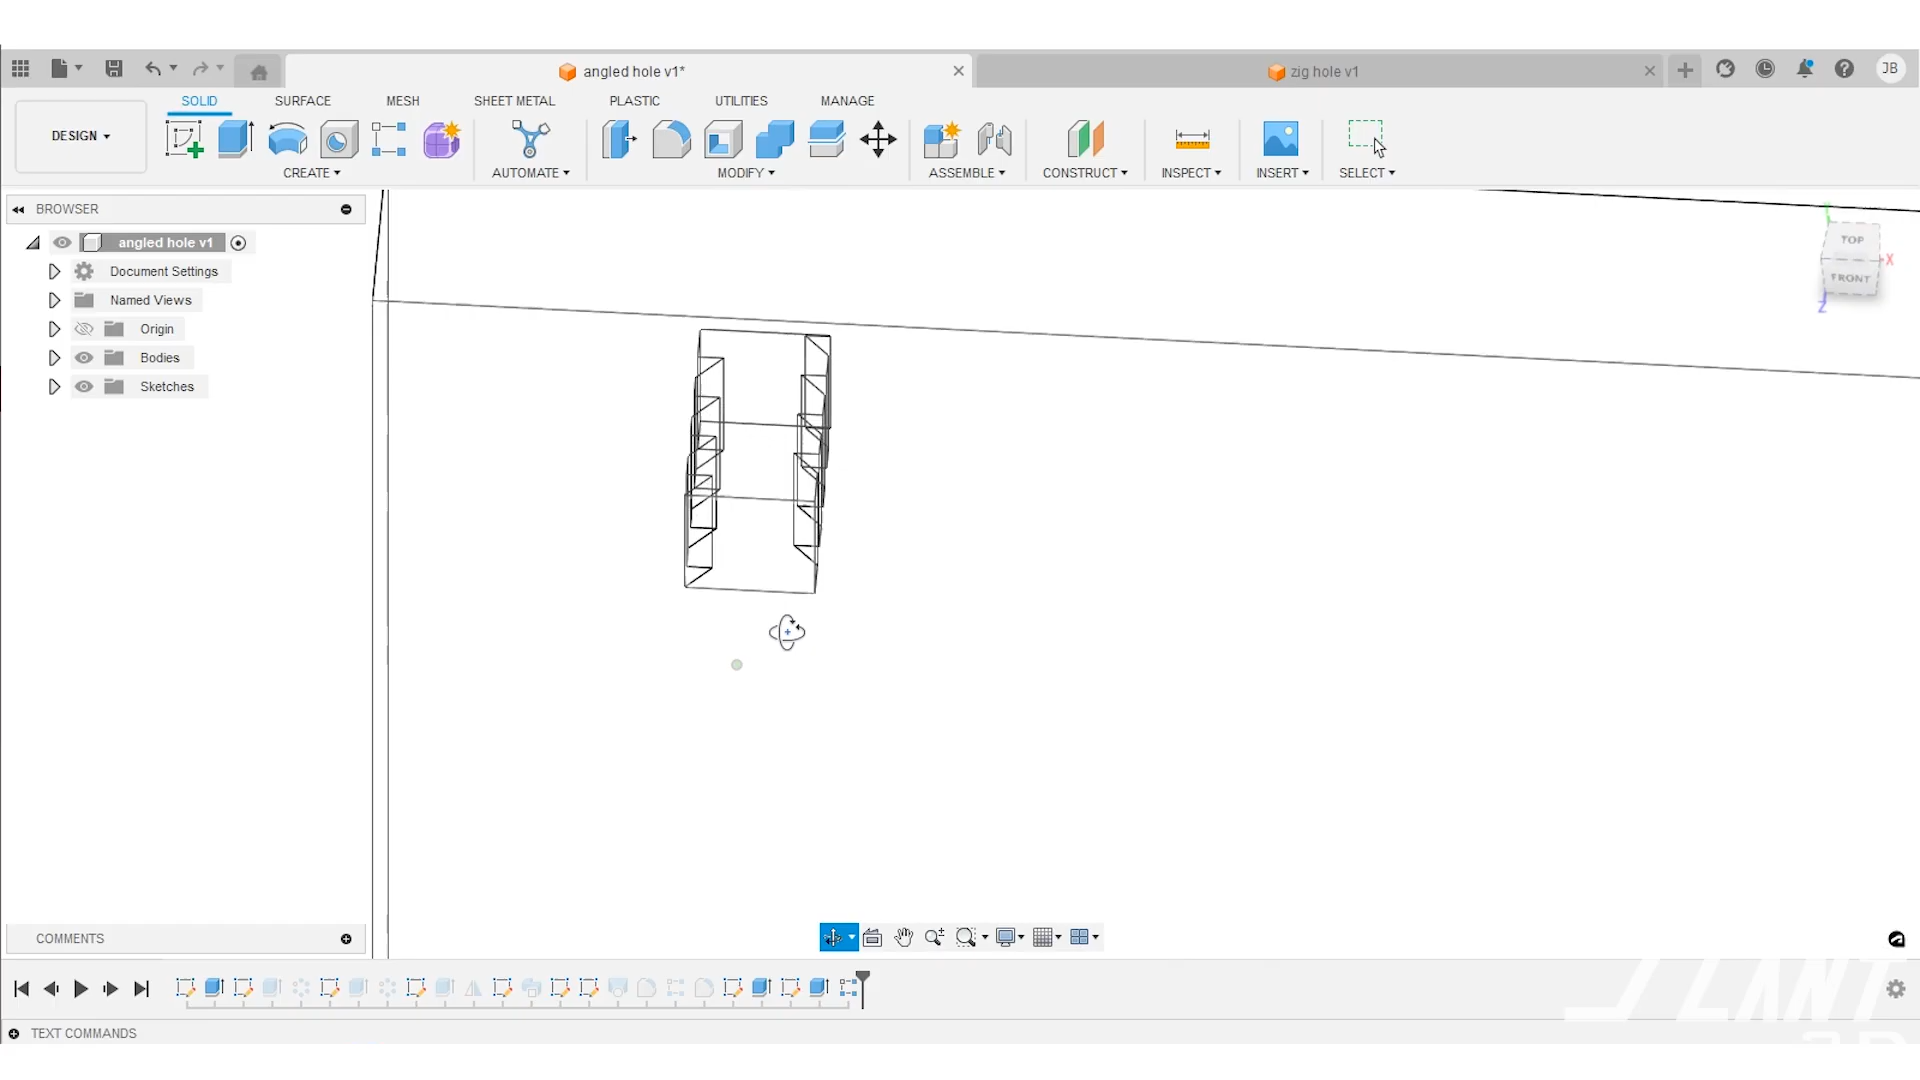 angled hole v1*
zig hole v1
JB
DESIGN
SOLID
SURFACE
MESH
SHEET METAL
PLASTIC
UTILITIES
MANAGE
CREATE
AUTOMATE
MODIFY
ASSEMBLE
CONSTRUCT
INSPECT
INSERT
SELECT
BROWSER
angled hole v1
Document Settings
Named Views
Origin
Bodies
Sketches
TOP
FRONT
X
Z
COMMENTS
TEXT COMMANDS